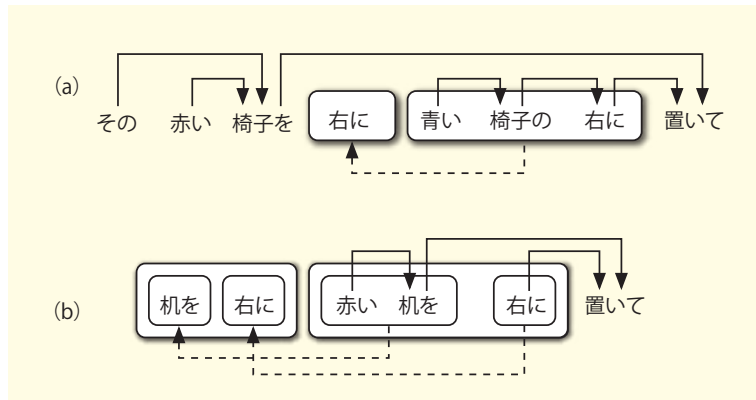 (a) その 赤い 椅子を 右に 青い 椅子の 右に 置いて
(b) 机を 右に 赤い 机を 右に 置いて